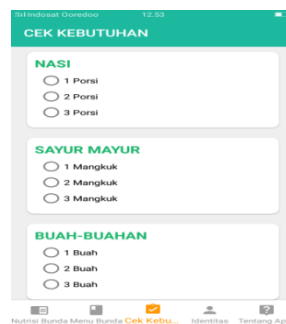 Indosat Ooredoo 12.53
CEK KEBUTUHAN
NASI
1 Porsi
2 Porsi
3 Porsi
SAYUR MAYUR
1 Mangkuk
2 Mangkuk
3 Mangkuk
BUAH-BUAHAN
1 Buah
2 Buah
3 Buah
Nutrisi Bunda Menu Bunda Cek Kebu... Identitas Tentang Ap